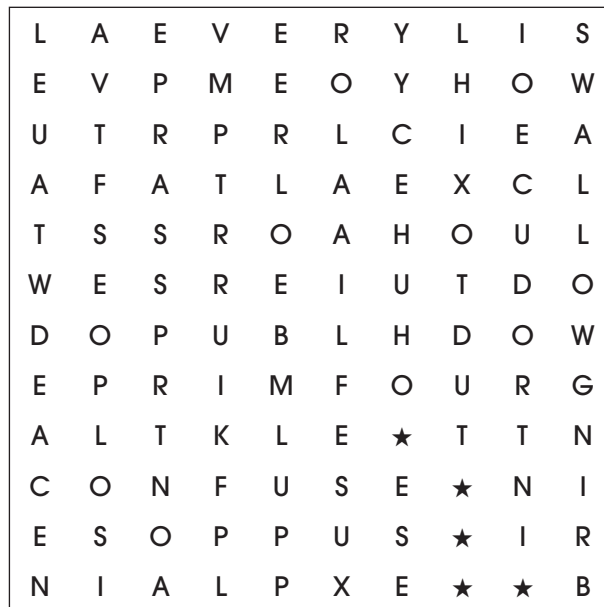 L A E V E R Y L I S
E V P M E O Y H O W
U T R P R L C I E A
A F A T L A E X C L
T S S R O A H O U L
W E S R E I U T D O
D O P U B L H D O W
E P R I M F O U R G
A L T K L E ★ T T N
C O N F U S E ★ N I
E S O P P U S ★ I R
N I A L P X E ★ ★ B